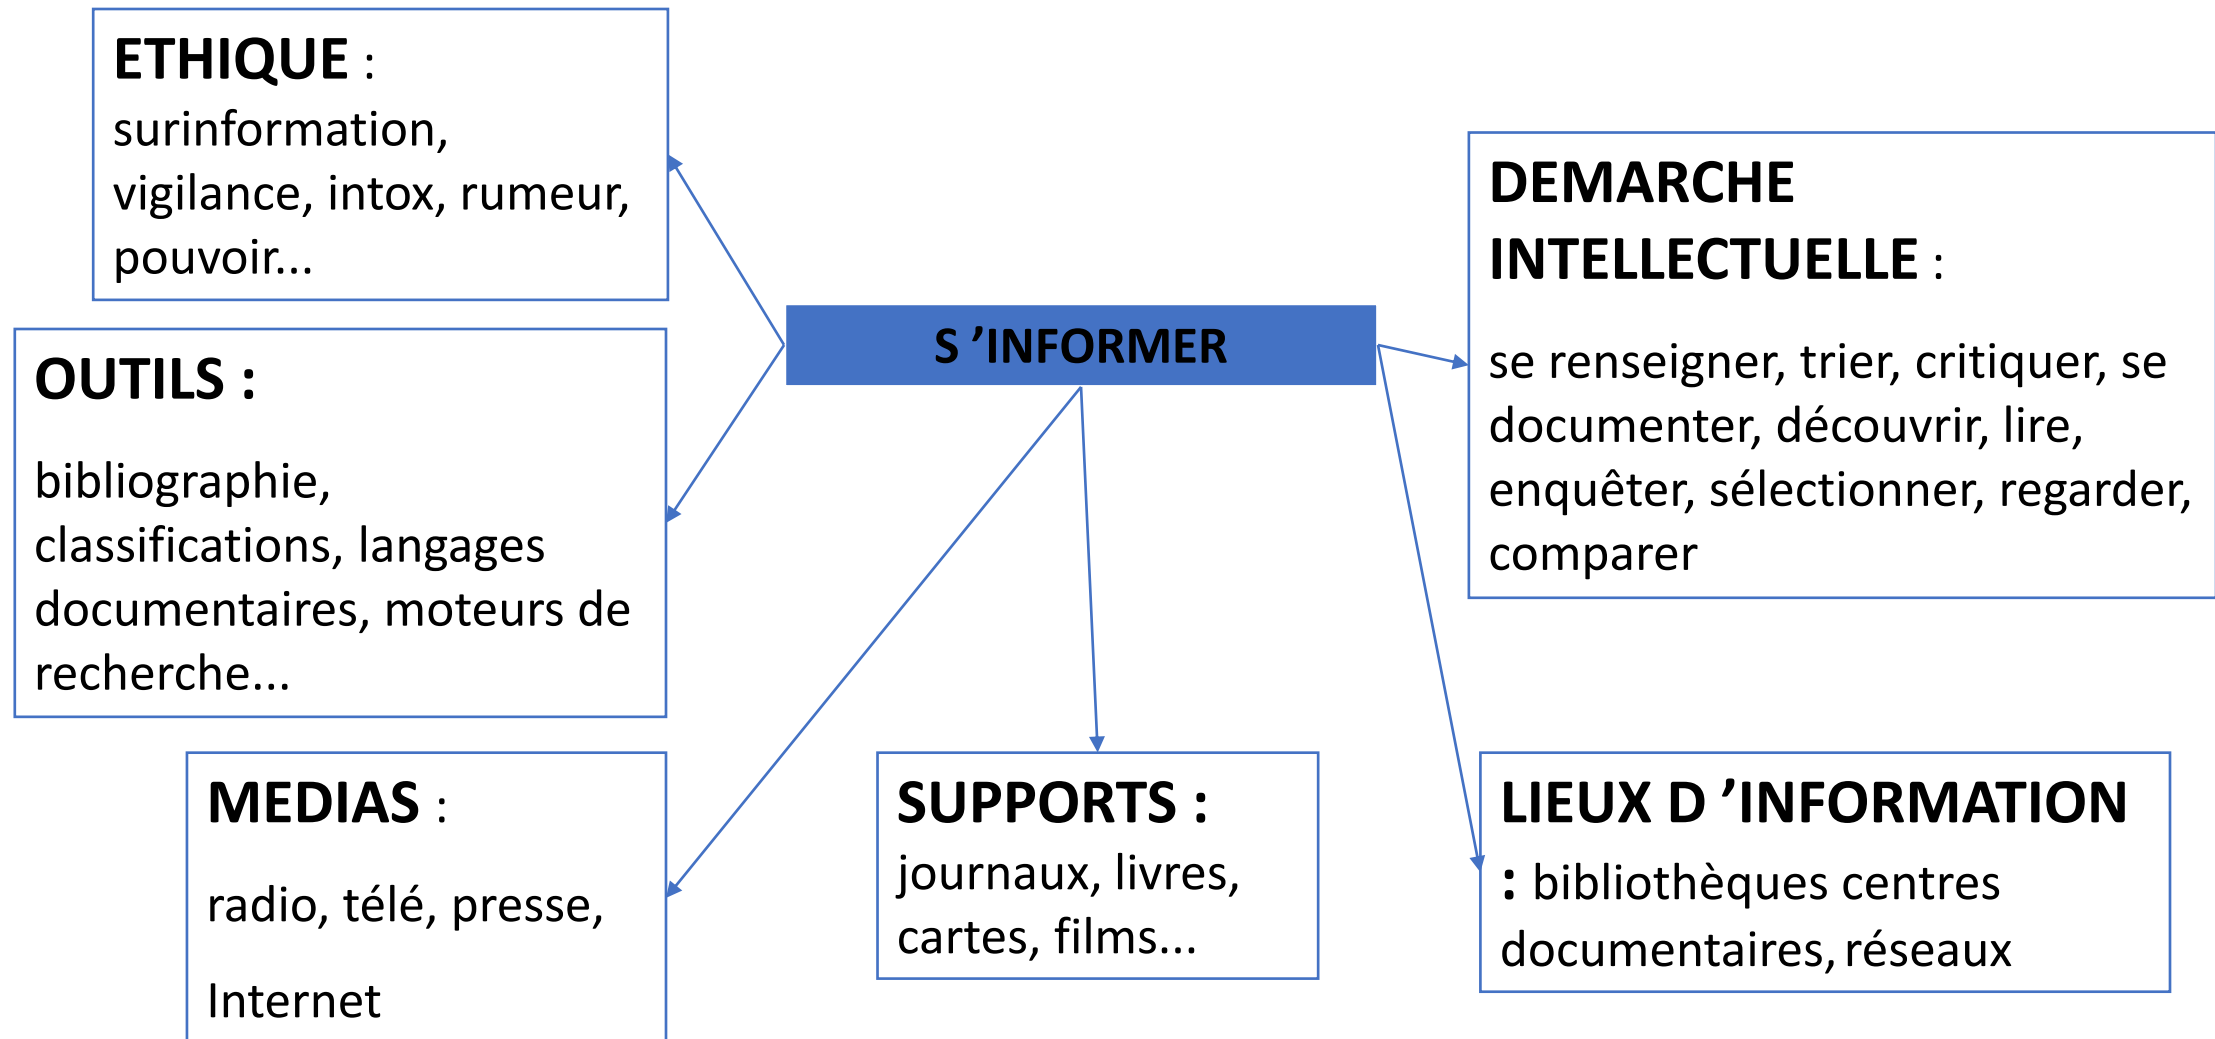 ETHIQUE :
surinformation,
vigilance, intox, rumeur,
pouvoir...
OUTILS :
bibliographie,
classifications, langages
documentaires, moteurs de
recherche...
MEDIAS :
radio, télé, presse,
Internet
S ’INFORMER
SUPPORTS :
journaux, livres,
cartes, films...
DEMARCHE
INTELLECTUELLE :
se renseigner, trier, critiquer, se
documenter, découvrir, lire,
enquêter, sélectionner, regarder,
comparer
LIEUX D ’INFORMATION
: bibliothèques centres
documentaires, réseaux